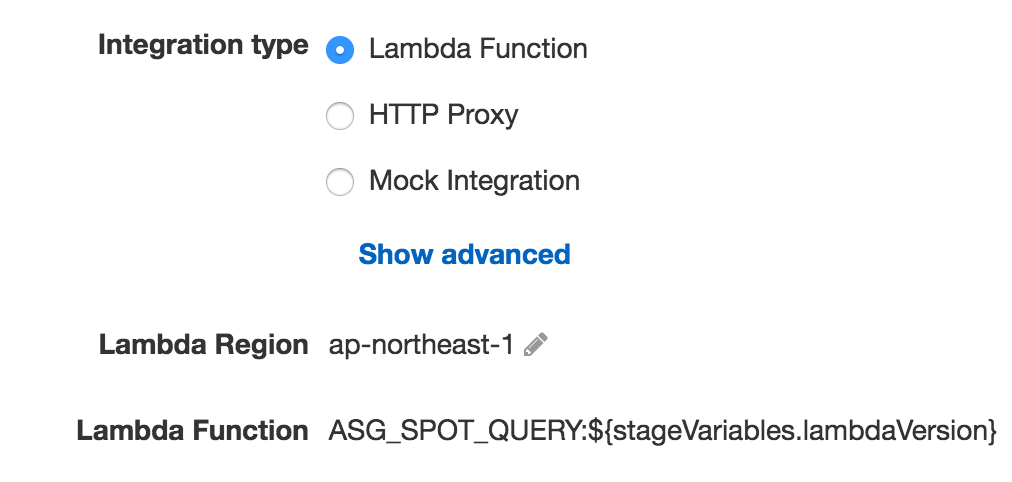 Integration type Lambda Function
HTTP Proxy
Mock Integration
Show advanced
Lambda Region ap-northeast-1
Lambda Function ASG_SPOT_QUERY:${stageVariables.lambdaVersion}